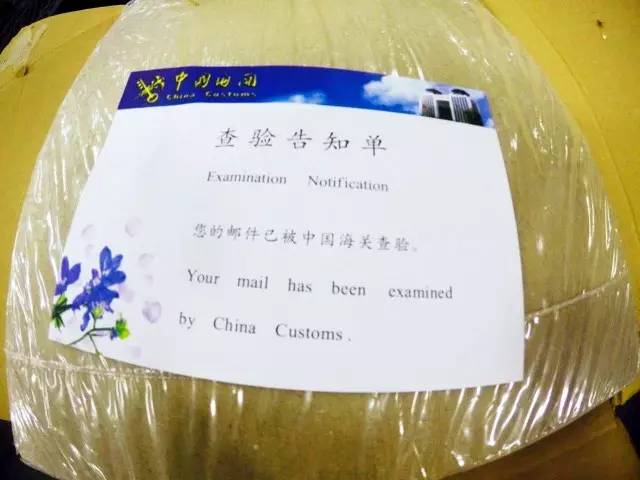 中国海关
China Customs
查验告知单
Examination Notification
您的邮件已被中国海关查验。
Your mail has been examined
by China Customs.